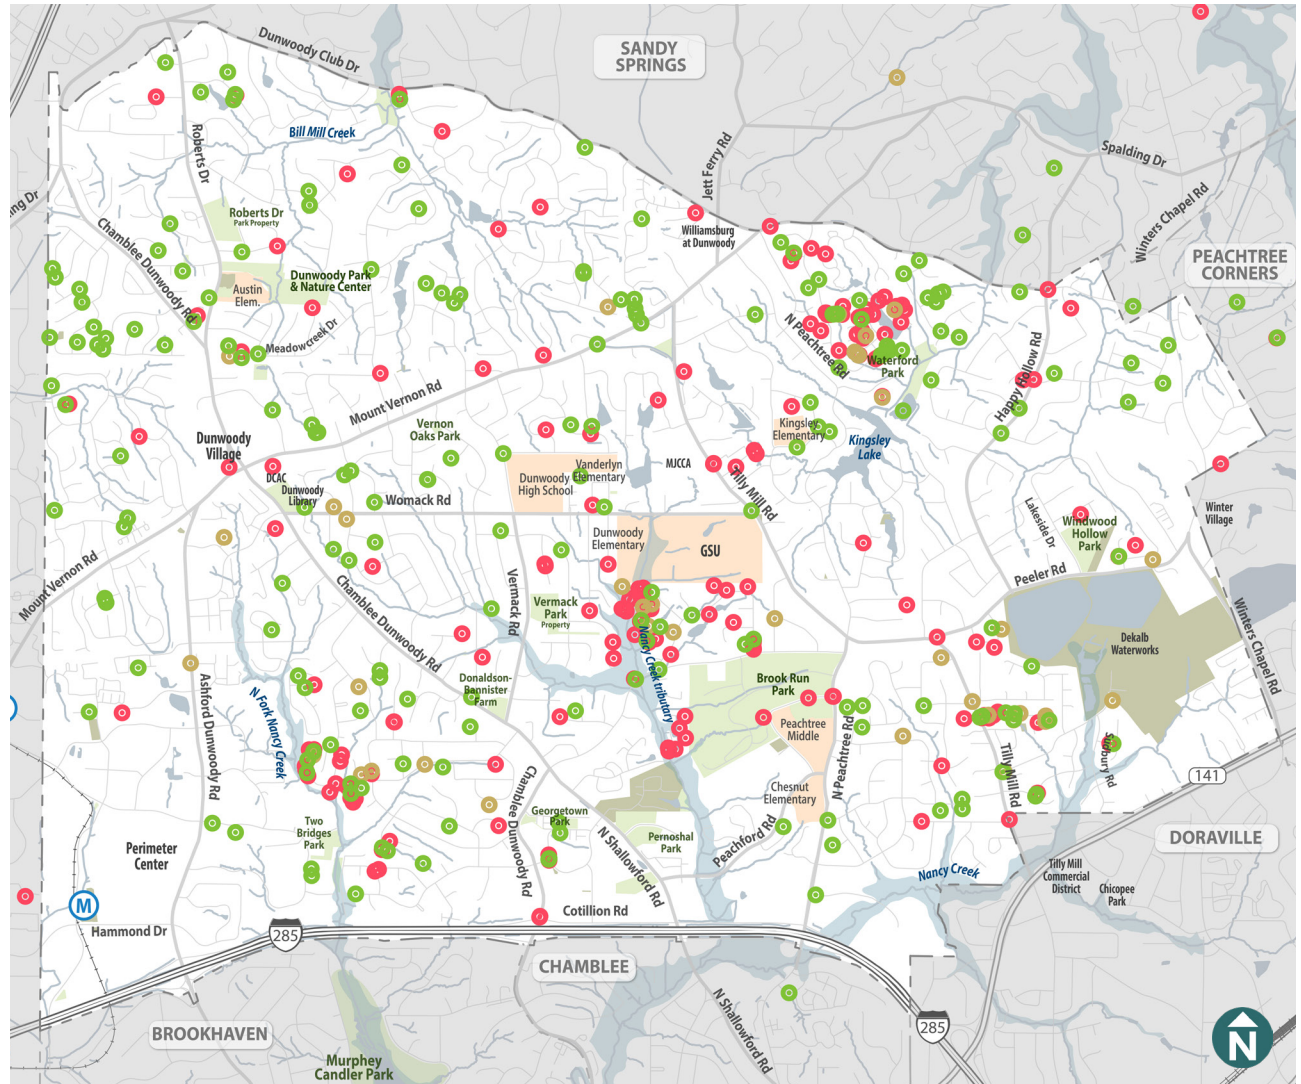 Dunwoody Club Dr
SANDY
SPRINGS
Bill Mill Creek
Roberts Dr
Jett Ferry Rd
Spalding Dr
Winters Chapel Rd
ing Dr
Chamblee Dunwoody Rd
Roberts Dr
Park Property
Williamsburg
at Dunwoody
PEACHTREE
CORNERS
Dunwoody Park
& Nature Center
Austin
Elem.
Meadowcreek Dr
N Peachtree Rd
Waterford
Park
Happy Hollow Rd
Mount Vernon Rd
Vernon
Oaks Park
Kingsley
Elementary
Kingsley
Lake
Dunwoody
Village
DCAC
Dunwoody
Library
Womack Rd
Dunwoody
High School
Vanderlyn
Elementary
MJCCA
Tilly Mill Rd
Winter
Village
Lakeside Dr
Windwood
Hollow
Park
Dunwoody
Elementary
GSU
Mount Vernon Rd
Chamblee Dunwoody Rd
Vermack Rd
Vermack
Park
Property
Peeler Rd
Winters Chapel Rd
Nancy Creek tributary
Dekalb
Waterworks
Ashford Dunwoody Rd
N Fork Nancy Creek
Donaldson-
Bannister
Farm
Brook Run
Park
Peachtree
Middle
N Peachtree Rd
Tilly Mill Rd
Sudbury Rd
141
Chesnut
Elementary
Chamblee Dunwoody Rd
Georgetown
Park
N Shallowford Rd
Pernoshal
Park
Peachford Rd
Two
Bridges
Park
Perimeter
Center
DORAVILLE
Nancy Creek
Tilly Mill
Commercial
District
Chicopee
Park
M
Hammond Dr
285
Cotillion Rd
CHAMBLEE
N Shallowford Rd
285
BROOKHAVEN
Murphey
Candler Park
N